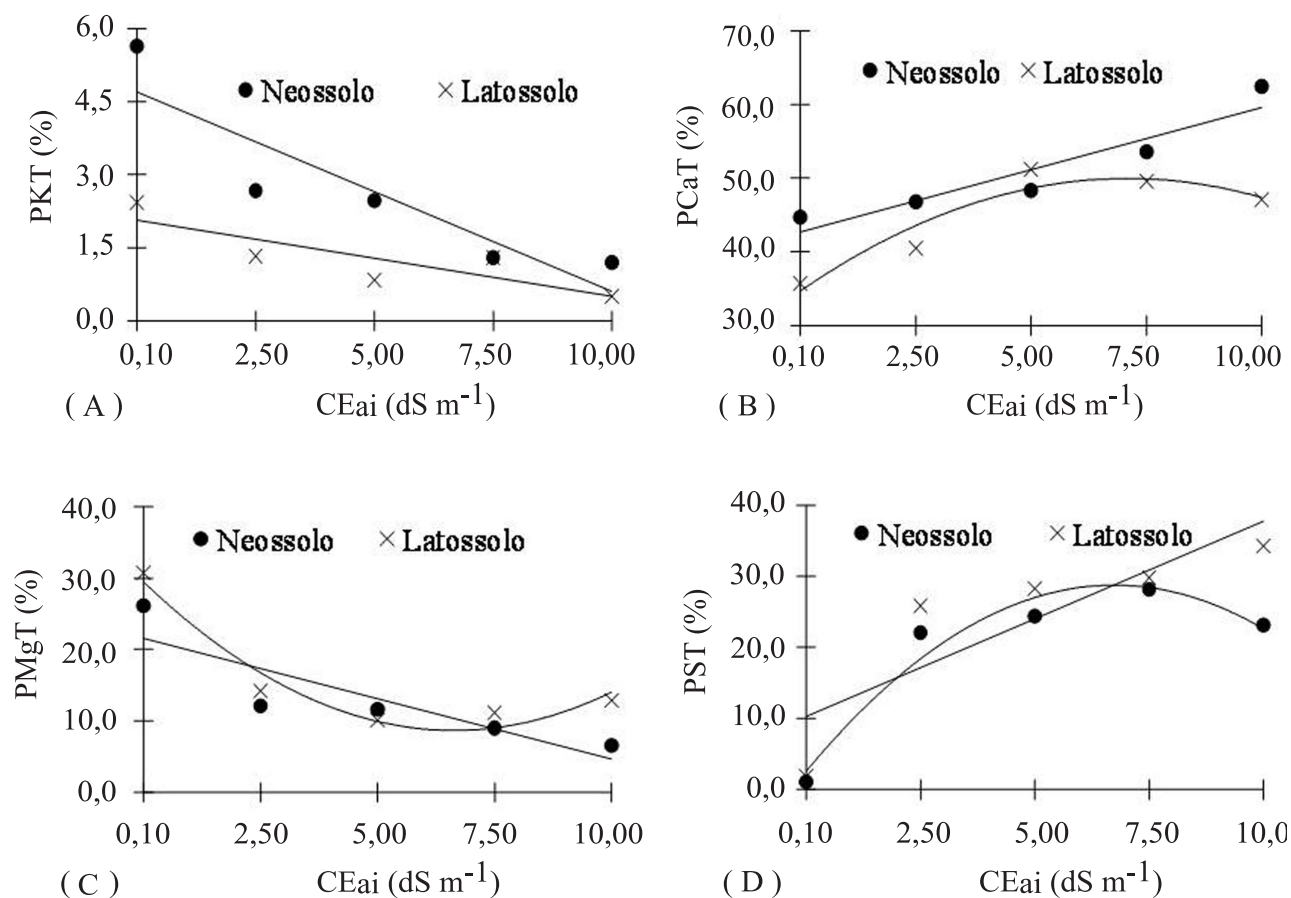 6,0
4,5
3,0
1,5
0,0
PKT (%)
Neossolo
Latossolo
0,10
2,50
5,00
7,50
10,00
CEai (dS m-1)
( A )
70,0
60,0
50,0
40,0
30,0
PCaT (%)
Neossolo
Latossolo
0,10
2,50
5,00
7,50
10,00
CEai (dS m-1)
( B )
40,0
30,0
20,0
10,0
0,0
PMgT (%)
Neossolo
Latossolo
0,10
2,50
5,00
7,50
10,00
CEai (dS m-1)
( C )
40,0
30,0
20,0
10,0
0,0
PST (%)
Neossolo
Latossolo
0,10
2,50
5,00
7,50
10,0
CEai (dS m-1)
( D )